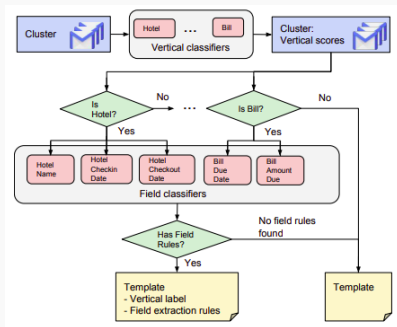 Cluster
Hotel
...
Bill
Vertical classifiers
Cluster:
Vertical scores
Is
Hotel?
No
...
Is Bill?
No
Yes
Yes
Hotel
Name
Hotel
Checkin
Date
Hotel
Checkout
Date
Bill
Due
Date
Bill
Amount
Due
Field classifiers
Has Field
Rules?
No field rules
found
Yes
Template
- Vertical label
- Field extraction rules
Template